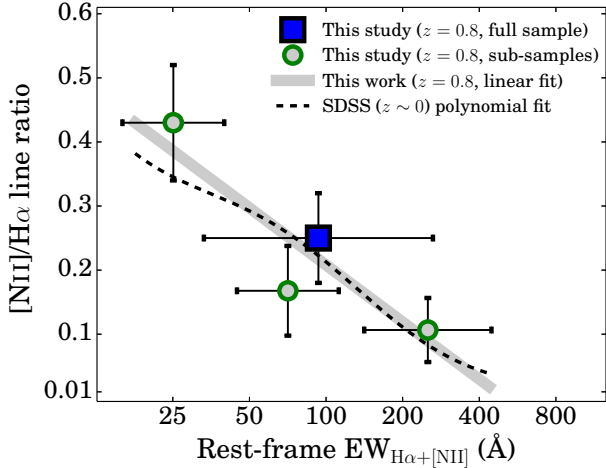 0.6
This study (z = 0.8, full sample)
This study (z = 0.8, sub-samples)
This work (z = 0.8, linear fit)
SDSS (z ∼ 0) polynomial fit
0.5
0.4
0.3
0.2
0.1
0.01
[NII]/Hα line ratio
25 50 100 200 400 800
Rest-frame EW_{Hα+[NII]} (Å)